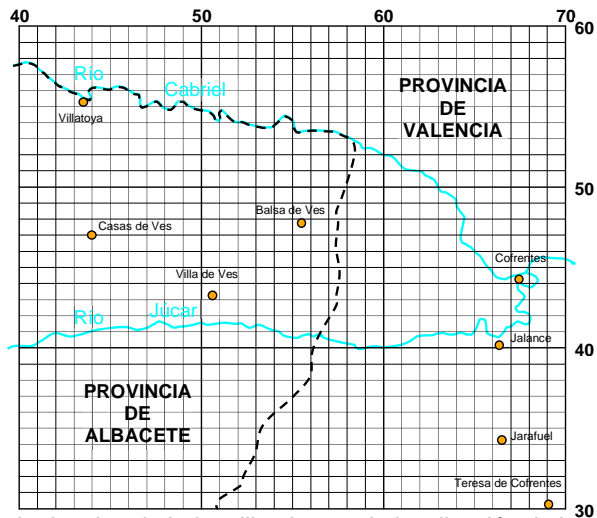 40
50
60
70
60
Río
Cabriel
PROVINCIA
DE
VALENCIA
Villatoya
50
Balsa de Ves
Casas de Ves
Cofrentes
Villa de Ves
Río
Júcar
Jalance
40
PROVINCIA
DE
ALBACETE
Jarafuel
Teresa de Cofrentes
30